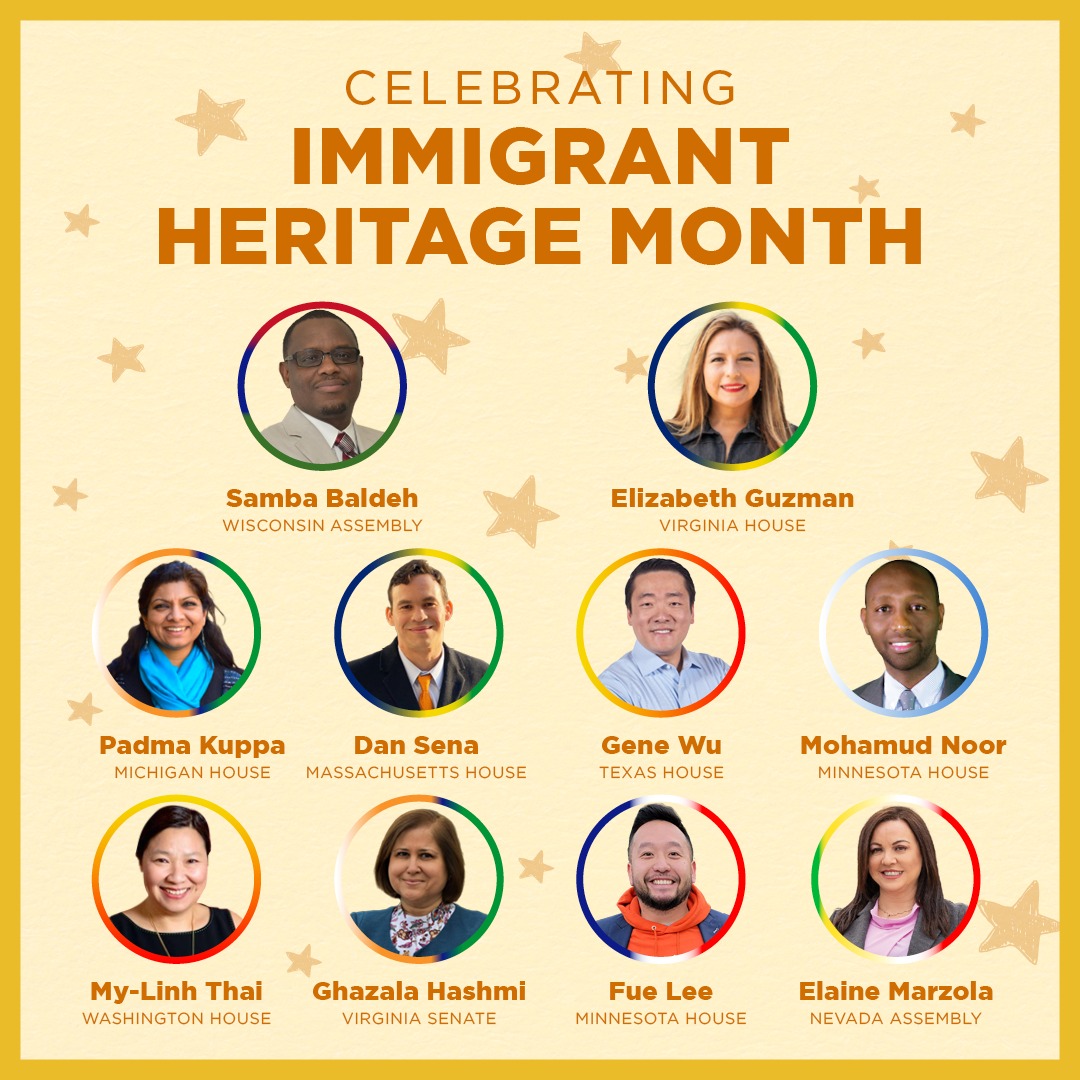 CELEBRATING
IMMIGRANT
HERITAGE MONTH
Samba Baldeh
WISCONSIN ASSEMBLY
Elizabeth Guzman
VIRGINIA HOUSE
Padma Kuppa
MICHIGAN HOUSE
Dan Sena
MASSACHUSETTS HOUSE
Gene Wu
TEXAS HOUSE
Mohamud Noor
MINNESOTA HOUSE
My-Linh Thai
WASHINGTON HOUSE
Ghazala Hashmi
VIRGINIA SENATE
Fue Lee
MINNESOTA HOUSE
Elaine Marzola
NEVADA ASSEMBLY